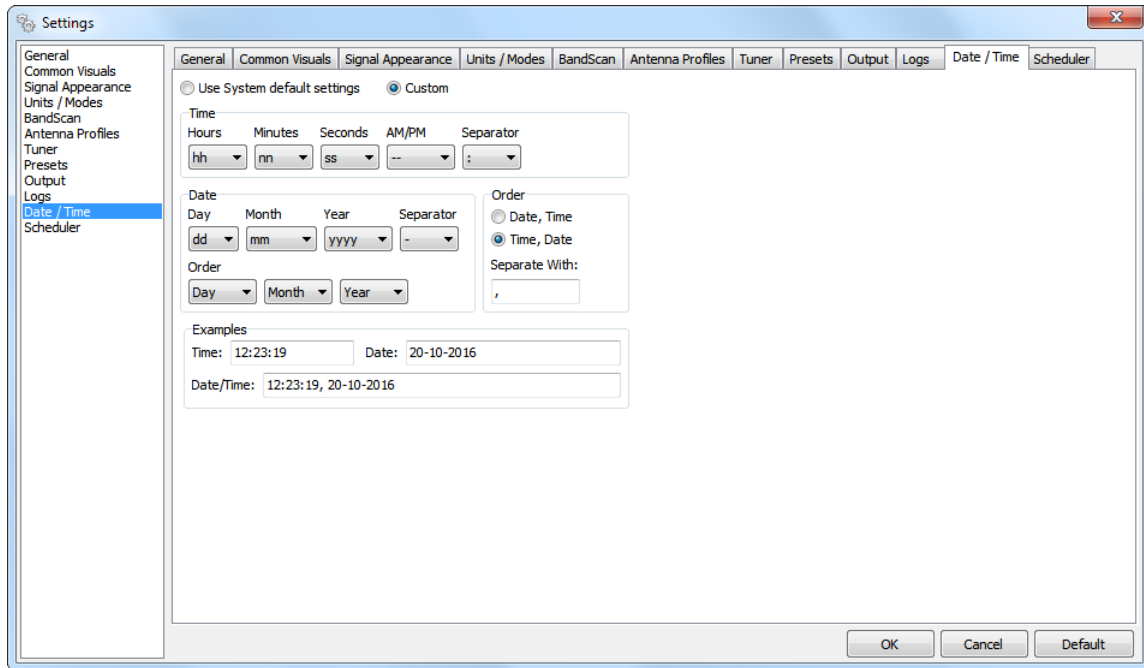 Settings
x
General
Common Visuals
Signal Appearance
Units / Modes
BandScan
Antenna Profiles
Tuner
Presets
Output
Logs
Date / Time
Scheduler
General Common Visuals Signal Appearance Units / Modes BandScan Antenna Profiles Tuner Presets Output Logs Date / Time Scheduler
Use System default settings Custom
Time
Hours Minutes Seconds AM/PM Separator
hh nn ss -- :
Date
Day Month Year Separator
dd mm yyyy -
Order
Day Month Year
Order
Date, Time
Time, Date
Separate With:
,
Examples
Time: 12:23:19 Date: 20-10-2016
Date/Time: 12:23:19, 20-10-2016
OK Cancel Default